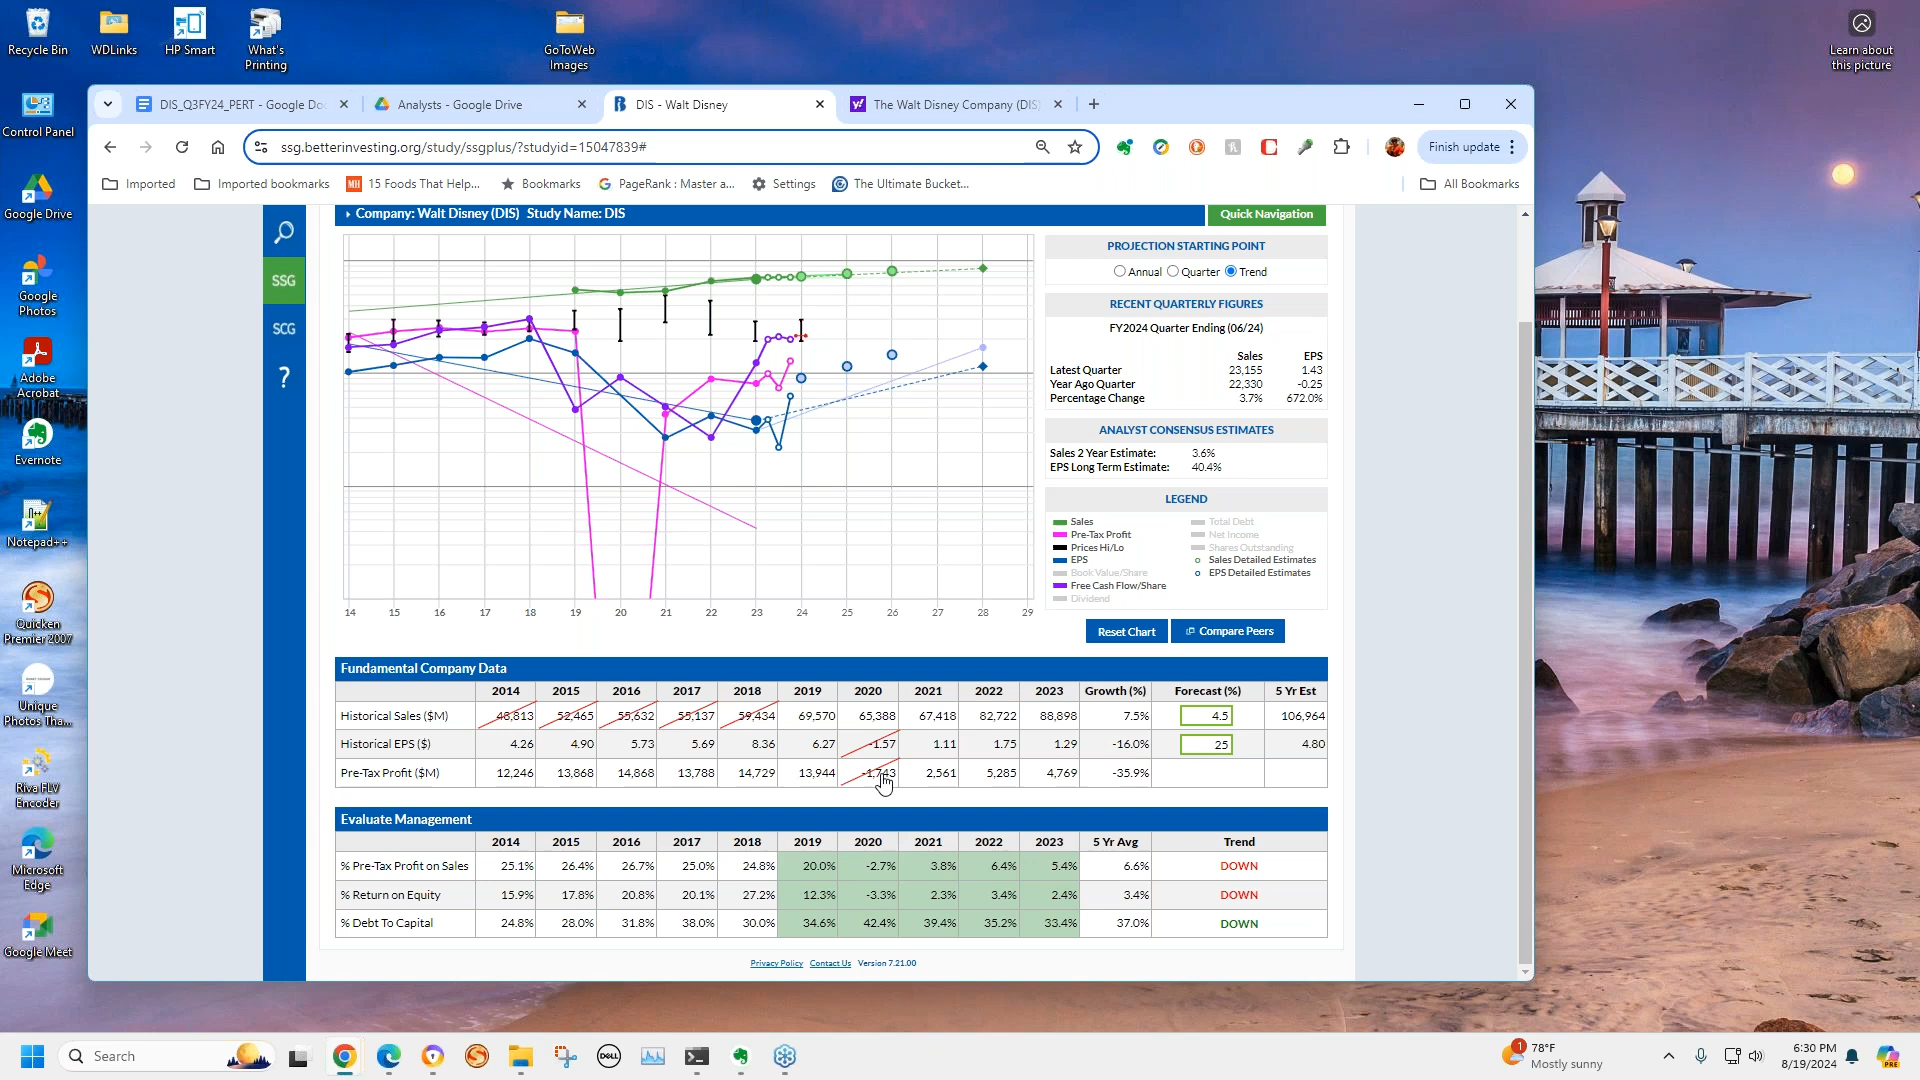 Recycle Bin
WDLinks
HP Smart
What's
Printing
GoToWeb
Images
Learn about
this picture
Control Panel
Google Drive
Google
Photos
Adobe
Acrobat
Evernote
Notepad++
Quicken
Premier 2007
Unique
Photos Tha...
Riva FLV
Encoder
Microsoft
Edge
Google Meet
DIS_Q3FY24_PERT - Google Do
Analysts - Google Drive
DIS - Walt Disney
The Walt Disney Company (DIS)
ssg.betterinvesting.org/study/ssgplus/?studyid=15047839#
Finish update
Imported
Imported bookmarks
MH 15 Foods That Help...
Bookmarks
PageRank : Master a...
Settings
The Ultimate Bucket...
All Bookmarks
Company: Walt Disney (DIS) Study Name: DIS
Quick Navigation
SSG
SCG
?
PROJECTION STARTING POINT
Annual Quarter Trend
RECENT QUARTERLY FIGURES
FY2024 Quarter Ending (06/24)
Sales EPS
Latest Quarter 23,155 1.43
Year Ago Quarter 22,330 -0.25
Percentage Change 3.7% 672.0%
ANALYST CONSENSUS ESTIMATES
Sales 2 Year Estimate: 3.6%
EPS Long Term Estimate: 40.4%
LEGEND
Sales Total Debt
Pre-Tax Profit Net Income
Prices Hi/Lo Shares Outstanding
EPS Sales Detailed Estimates
Book Value/Share EPS Detailed Estimates
Free Cash Flow/Share
Dividend
14 15 16 17 18 19 20 21 22 23 24 25 26 27 28 29
Reset Chart
Compare Peers
Fundamental Company Data
2014 2015 2016 2017 2018 2019 2020 2021 2022 2023 Growth (%) Forecast (%) 5 Yr Est
Historical Sales ($M) 48,813 52,465 55,632 55,137 59,434 69,570 65,388 67,418 82,722 88,898 7.5% 4.5 106,964
Historical EPS ($) 4.26 4.90 5.73 5.69 8.36 6.27 -1.57 1.11 1.75 1.29 -16.0% 25 4.80
Pre-Tax Profit ($M) 12,246 13,868 14,868 13,788 14,729 13,944 -1,743 2,561 5,285 4,769 -35.9%
Evaluate Management
2014 2015 2016 2017 2018 2019 2020 2021 2022 2023 5 Yr Avg Trend
% Pre-Tax Profit on Sales 25.1% 26.4% 26.7% 25.0% 24.8% 20.0% -2.7% 3.8% 6.4% 5.4% 6.6% DOWN
% Return on Equity 15.9% 17.8% 20.8% 20.1% 27.2% 12.3% -3.3% 2.3% 3.4% 2.4% 3.4% DOWN
% Debt To Capital 24.8% 28.0% 31.8% 38.0% 30.0% 34.6% 42.4% 39.4% 35.2% 33.4% 37.0% DOWN
Privacy Policy Contact Us Version 7.21.00
Search
DELL
1
78°F
Mostly sunny
6:30 PM
8/19/2024
PRE